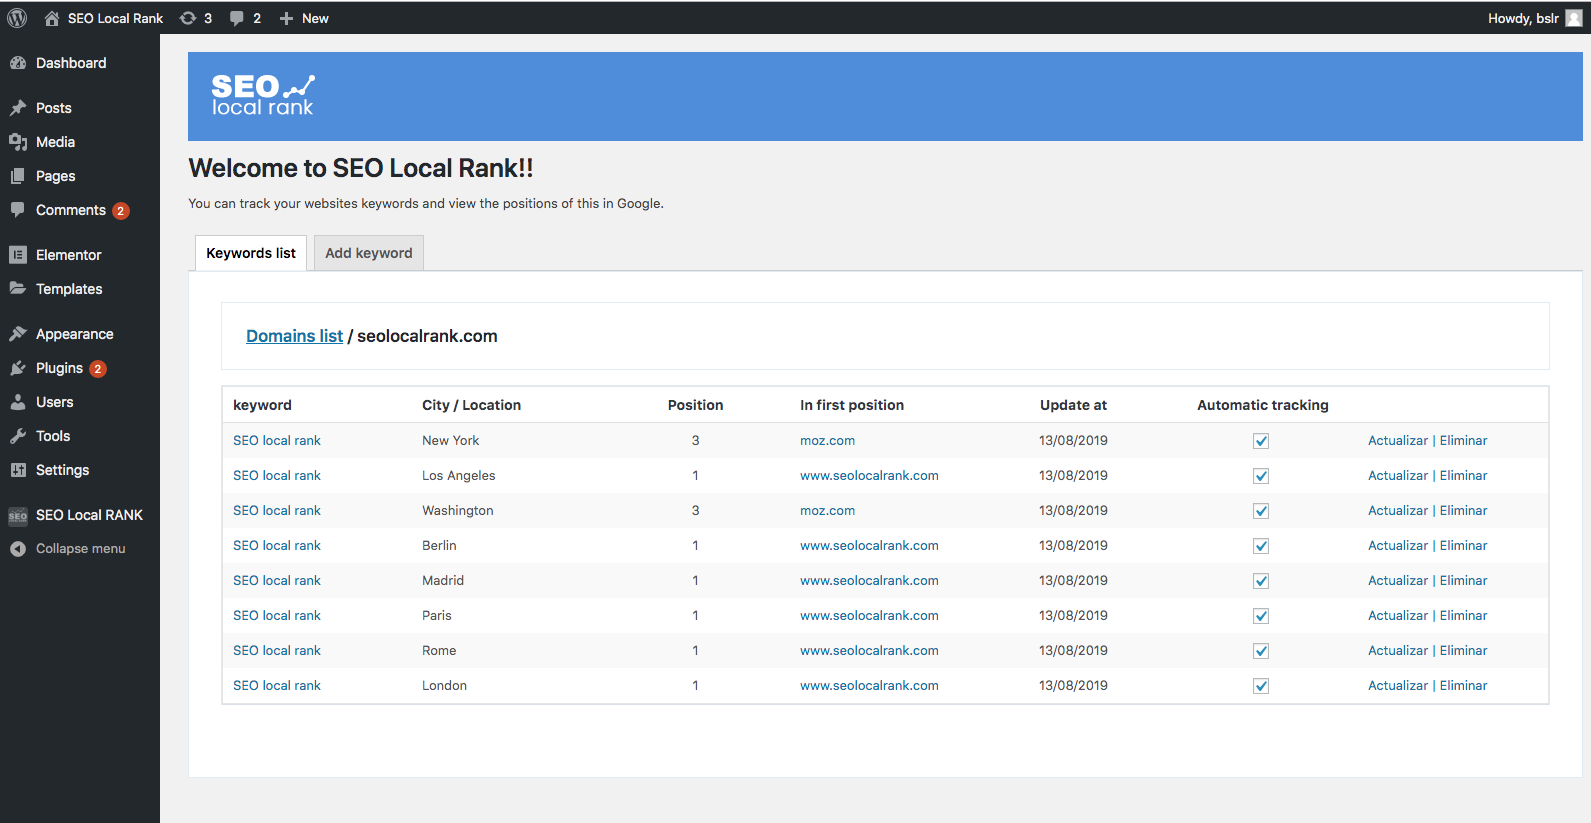 SEO Local Rank 3 2 New Howdy, bslr
Dashboard
Posts
Media
Pages
Comments 2
Elementor
Templates
Appearance
Plugins 2
Users
Tools
Settings
SEO SEO Local RANK
Collapse menu
SEO
local rank
Welcome to SEO Local Rank!!
You can track your websites keywords and view the positions of this in Google.
Keywords list Add keyword
Domains list / seolocalrank.com
keyword City / Location Position In first position Update at Automatic tracking
SEO local rank New York 3 moz.com 13/08/2019 Actualizar | Eliminar
SEO local rank Los Angeles 1 www.seolocalrank.com 13/08/2019 Actualizar | Eliminar
SEO local rank Washington 3 moz.com 13/08/2019 Actualizar | Eliminar
SEO local rank Berlin 1 www.seolocalrank.com 13/08/2019 Actualizar | Eliminar
SEO local rank Madrid 1 www.seolocalrank.com 13/08/2019 Actualizar | Eliminar
SEO local rank Paris 1 www.seolocalrank.com 13/08/2019 Actualizar | Eliminar
SEO local rank Rome 1 www.seolocalrank.com 13/08/2019 Actualizar | Eliminar
SEO local rank London 1 www.seolocalrank.com 13/08/2019 Actualizar | Eliminar